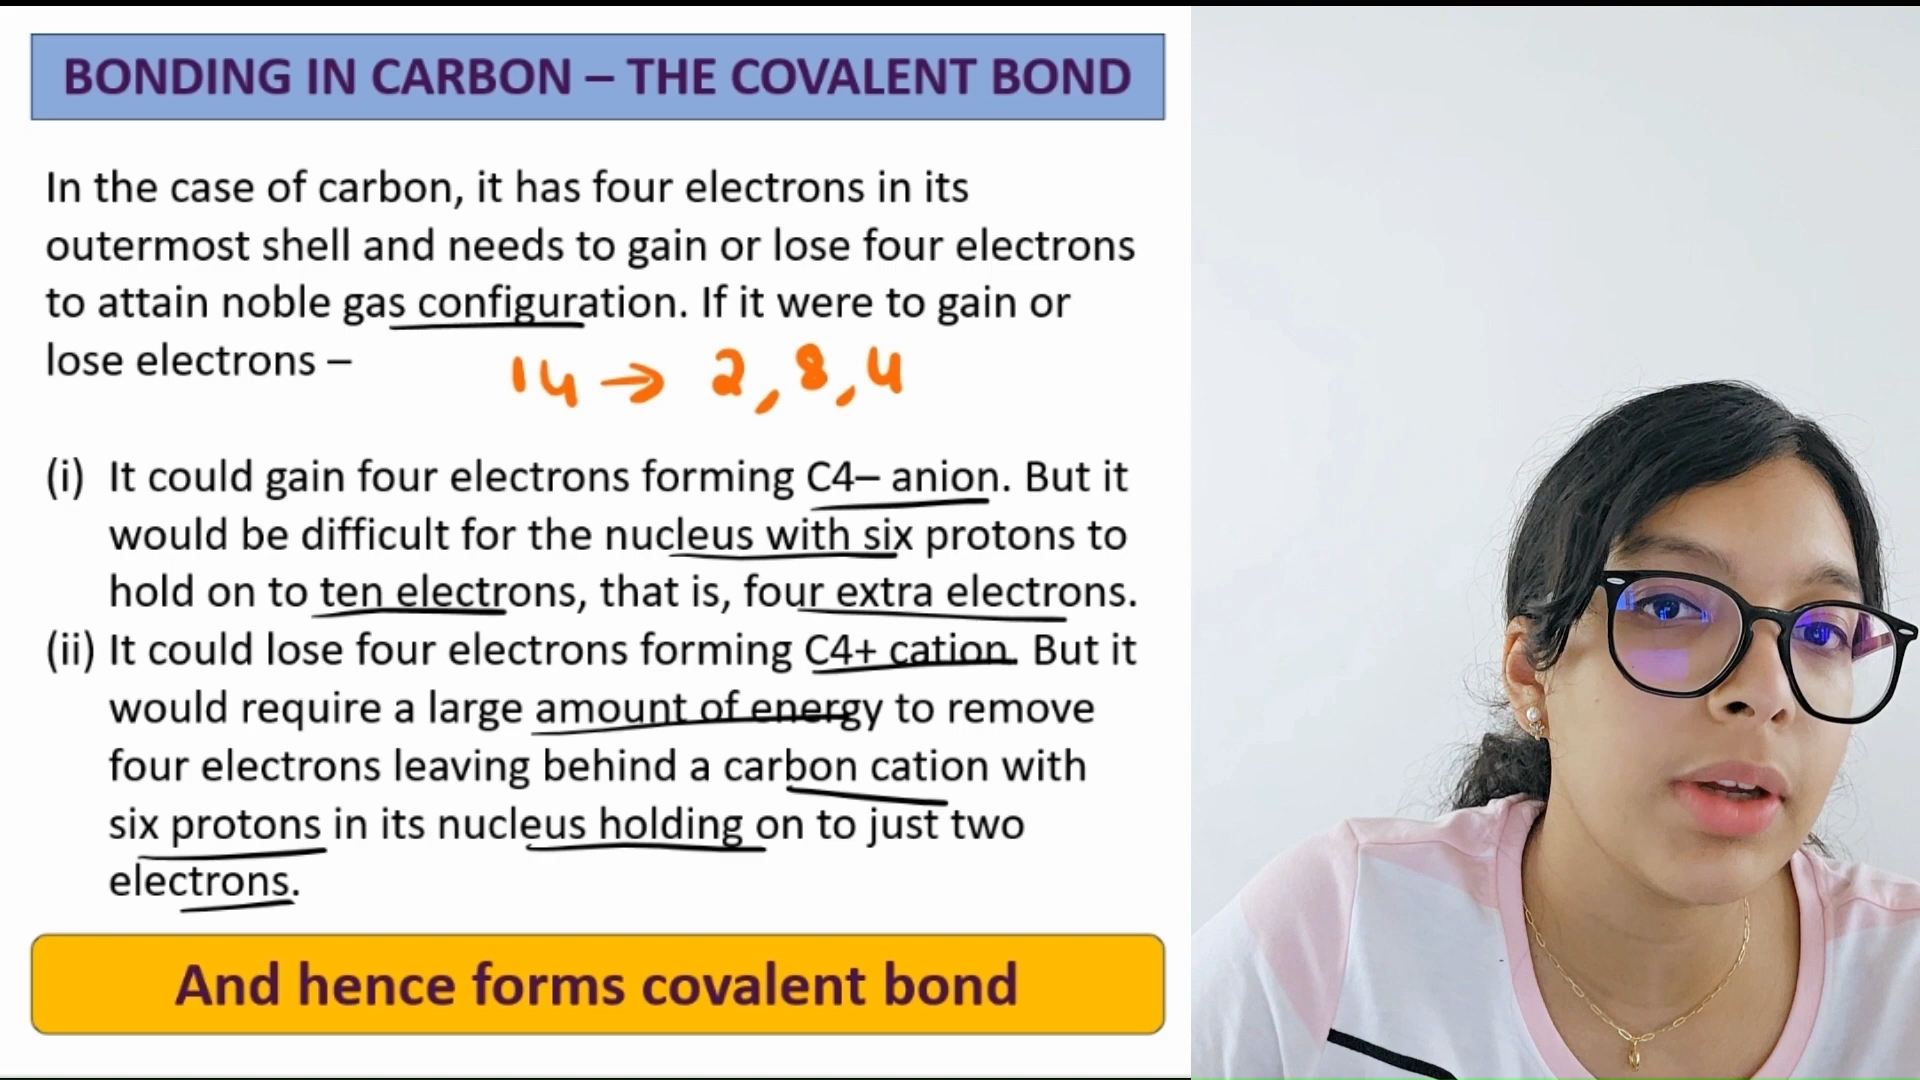 BONDING IN CARBON – THE COVALENT BOND
In the case of carbon, it has four electrons in its
outermost shell and needs to gain or lose four electrons
to attain noble gas configuration. If it were to gain or
lose electrons –
14 → 2, 8, 4
(i) It could gain four electrons forming C4– anion. But it
would be difficult for the nucleus with six protons to
hold on to ten electrons, that is, four extra electrons.
(ii) It could lose four electrons forming C4+ cation. But it
would require a large amount of energy to remove
four electrons leaving behind a carbon cation with
six protons in its nucleus holding on to just two
electrons.
And hence forms covalent bond